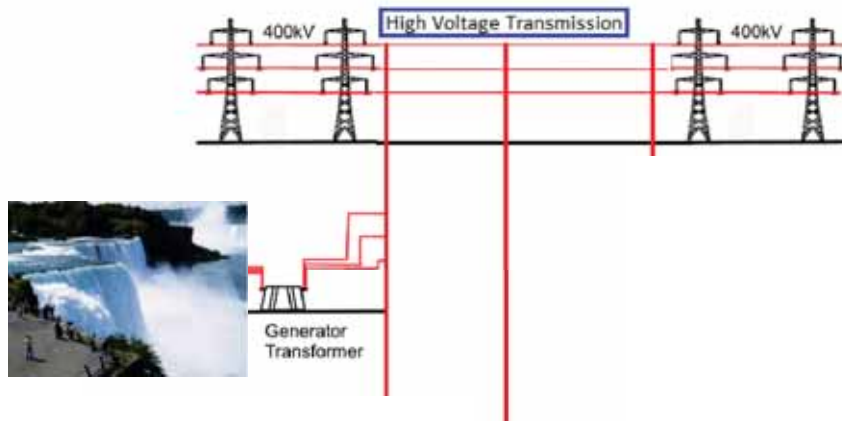 400kV
High Voltage Transmission
400kV
Generator
Transformer